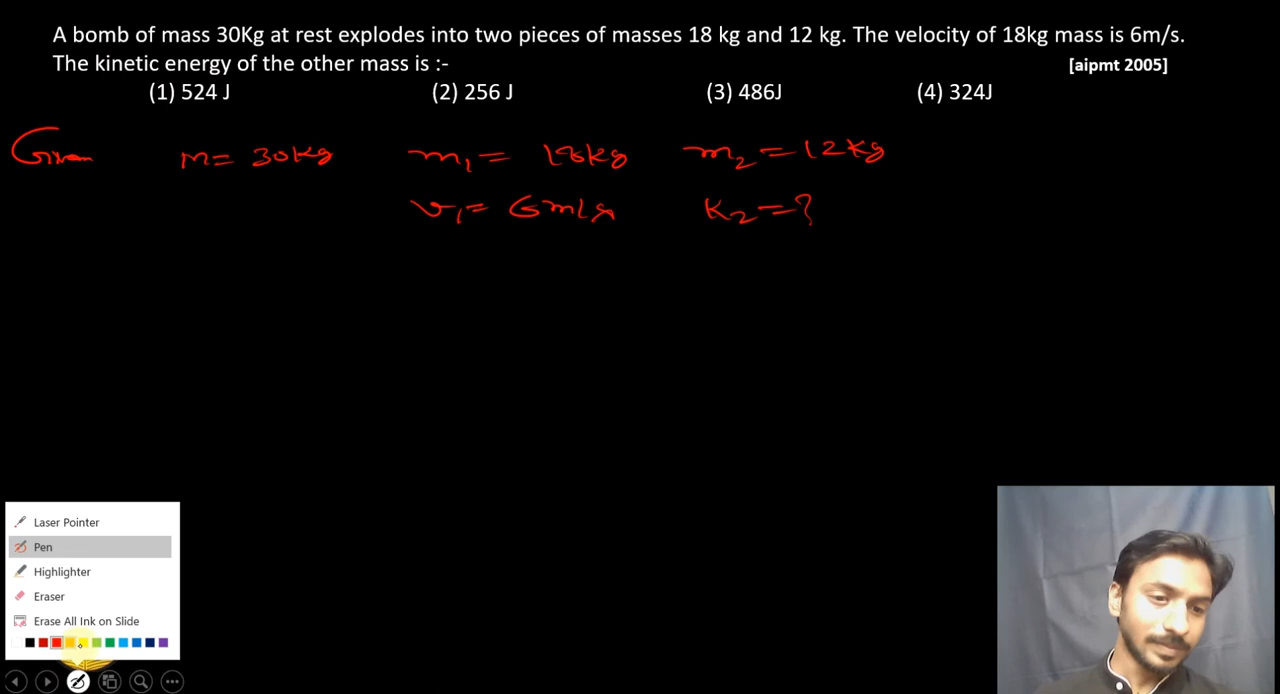 A bomb of mass 30Kg at rest explodes into two pieces of masses 18 kg and 12 kg. The velocity of 18kg mass is 6m/s.
The kinetic energy of the other mass is :-
[aipmt 2005]
(1) 524 J (2) 256 J (3) 486J (4) 324J
Given M = 30Kg m₁ = 18kg m₂ = 12kg
v₁ = 6m/s K₂ = ?
Laser Pointer
Pen
Highlighter
Eraser
Erase All Ink on Slide